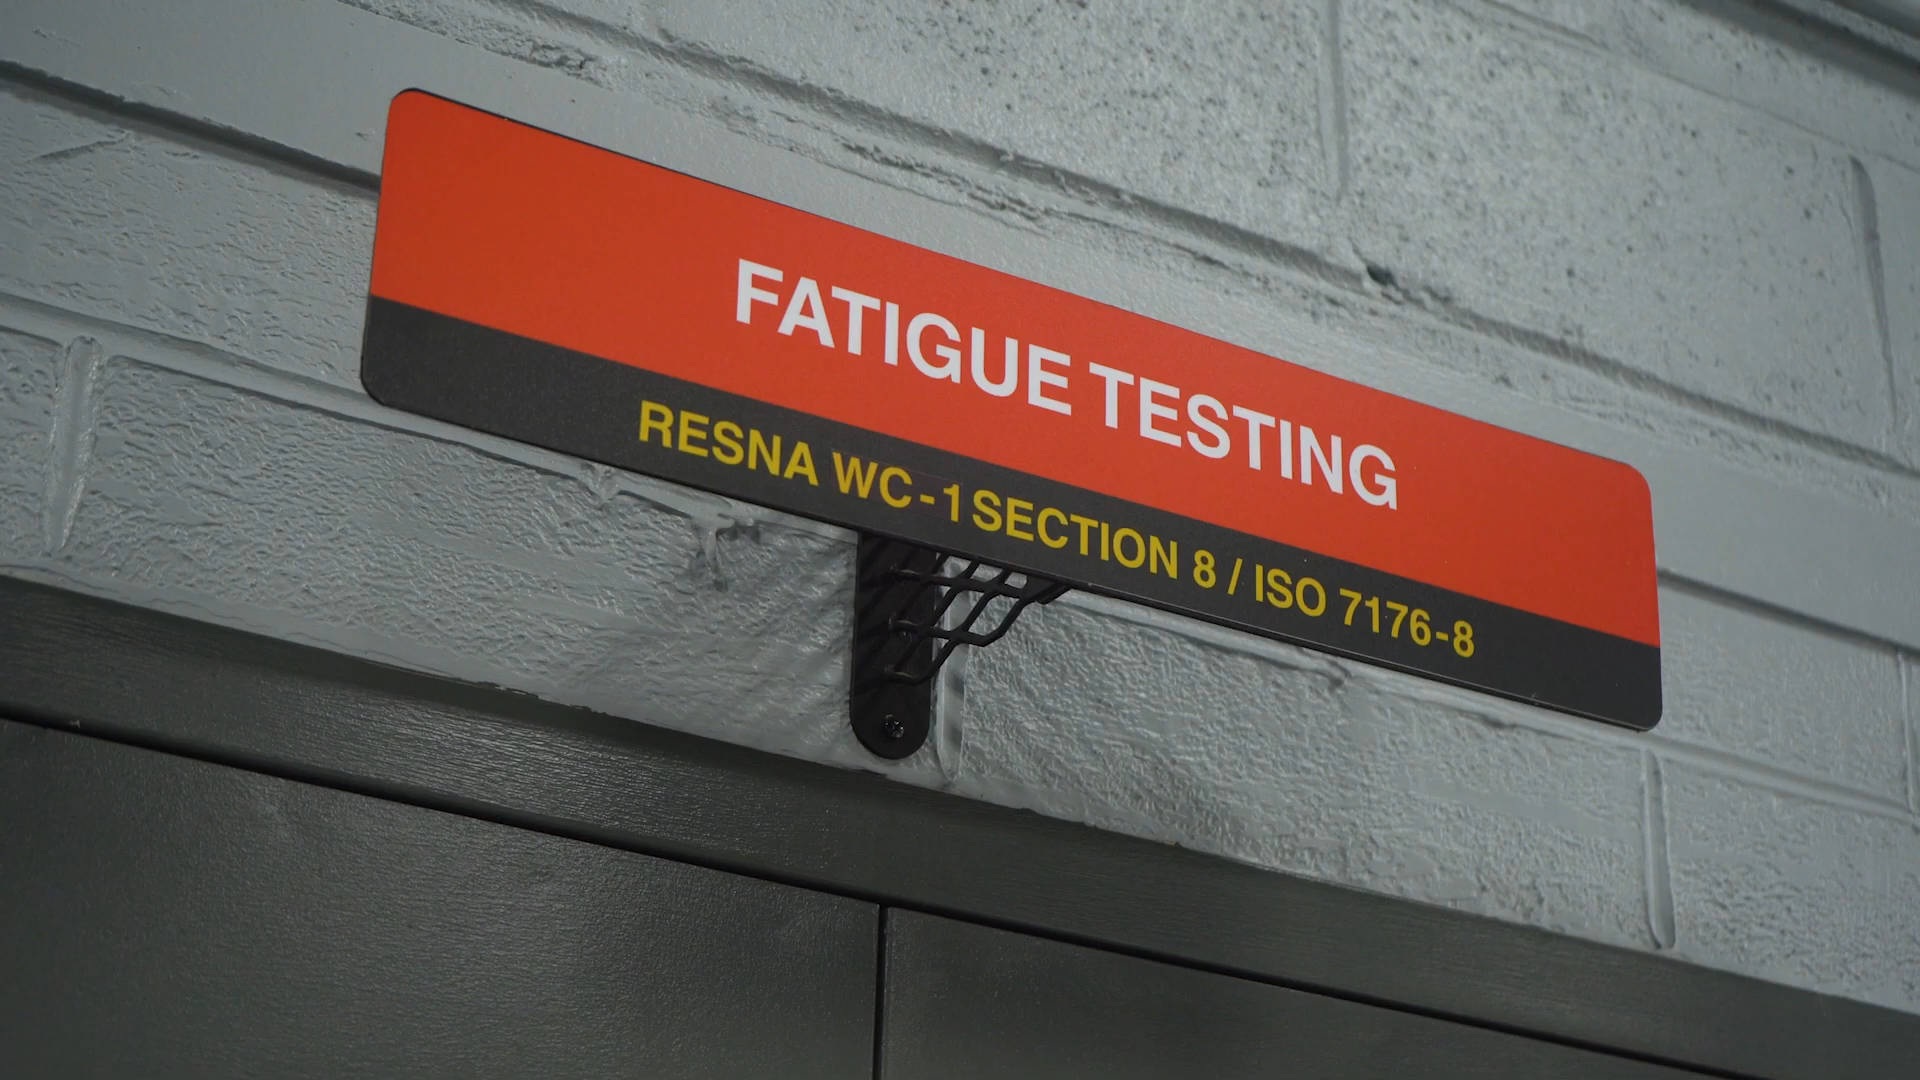 FATIGUE TESTING
RESNA WC-1 SECTION 8 / ISO 7176-8